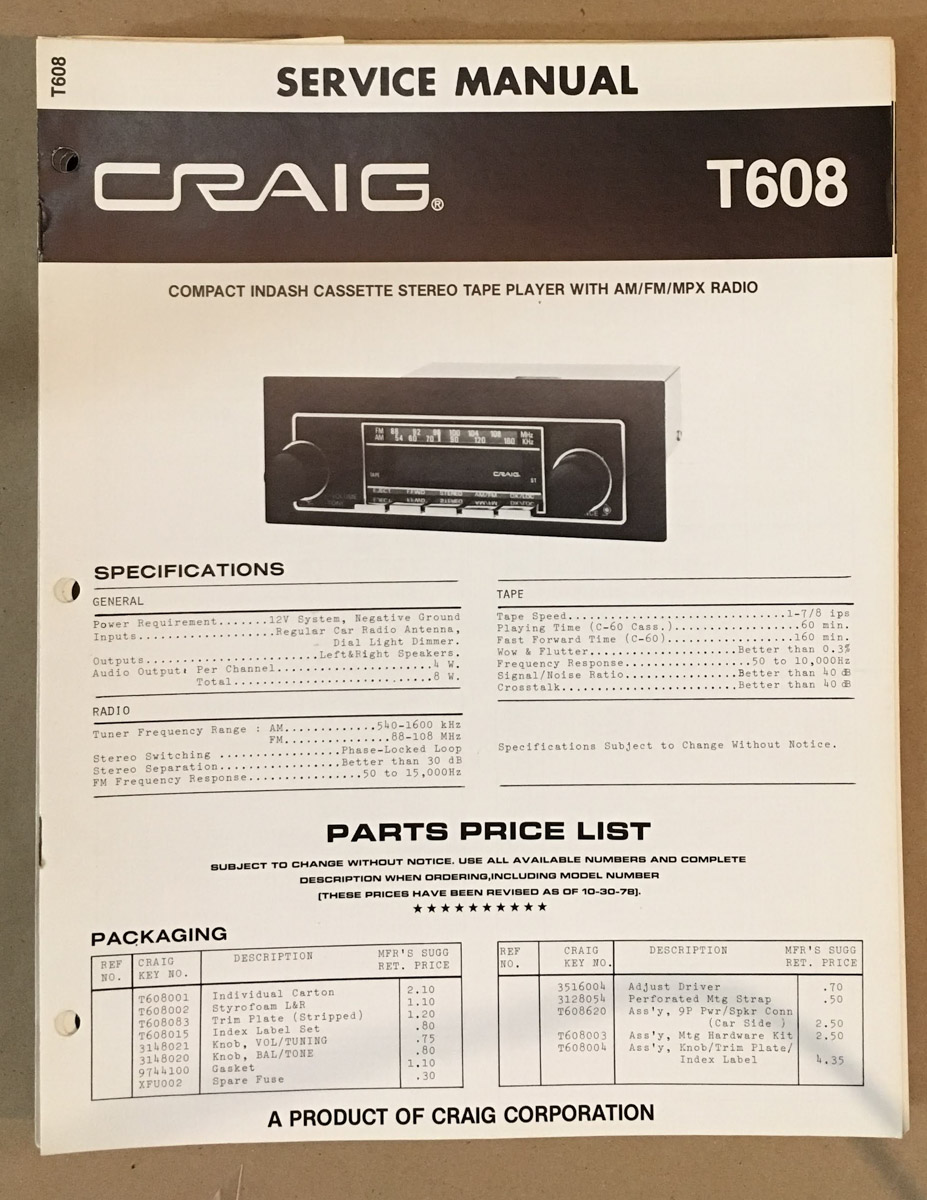 T608
SERVICE MANUAL
CRAIG®
T608
COMPACT INDASH CASSETTE STEREO TAPE PLAYER WITH AM/FM/MPX RADIO
FM 88 92 96 100 104 108 MHz
AM 54 60 70 90 120 160 KHz
TAPE
CRAIG
ST
SPECIFICATIONS
GENERAL
Power Requirement.......12V System, Negative Ground
Inputs..................Regular Car Radio Antenna,
Dial Light Dimmer.
Outputs.......................Left&Right Speakers.
Audio Output: Per Channel.....................4 W.
Total...........................8 W.
RADIO
Tuner Frequency Range : AM.............540-1600 kHz
FM...............88-108 MHz
Stereo Switching .................Phase-Locked Loop
Stereo Separation.................Better than 30 dB
FM Frequency Response................50 to 15,000Hz
TAPE
Tape Speed..............................1-7/8 ips
Playing Time (C-60 Cass.)..................60 min.
Fast Forward Time (C-60)..................160 min.
Wow & Flutter.....................Better than 0.3%
Frequency Response..................50 to 10,000Hz
Signal/Noise Ratio...............Better than 40 dB
Crosstalk........................Better than 40 dB
Specifications Subject to Change Without Notice.
PARTS PRICE LIST
SUBJECT TO CHANGE WITHOUT NOTICE. USE ALL AVAILABLE NUMBERS AND COMPLETE
DESCRIPTION WHEN ORDERING,INCLUDING MODEL NUMBER
(THESE PRICES HAVE BEEN REVISED AS OF 10-30-78).
★★★★★★★★★★
PACKAGING
REF NO. CRAIG KEY NO. DESCRIPTION MFR'S SUGG RET. PRICE
T608001 Individual Carton 2.10
T608002 Styrofoam L&R 1.10
T608083 Trim Plate (Stripped) 1.20
T608015 Index Label Set .80
3148021 Knob, VOL/TUNING .75
3148020 Knob, BAL/TONE .80
9744100 Gasket 1.10
XFU002 Spare Fuse .30
REF NO. CRAIG KEY NO. DESCRIPTION MFR'S SUGG RET. PRICE
3516004 Adjust Driver .70
3128054 Perforated Mtg Strap .50
T608620 Ass'y, 9P Pwr/Spkr Conn
(Car Side ) 2.50
T608003 Ass'y, Mtg Hardware Kit 2.50
T608004 Ass'y, Knob/Trim Plate/
Index Label 4.35
A PRODUCT OF CRAIG CORPORATION